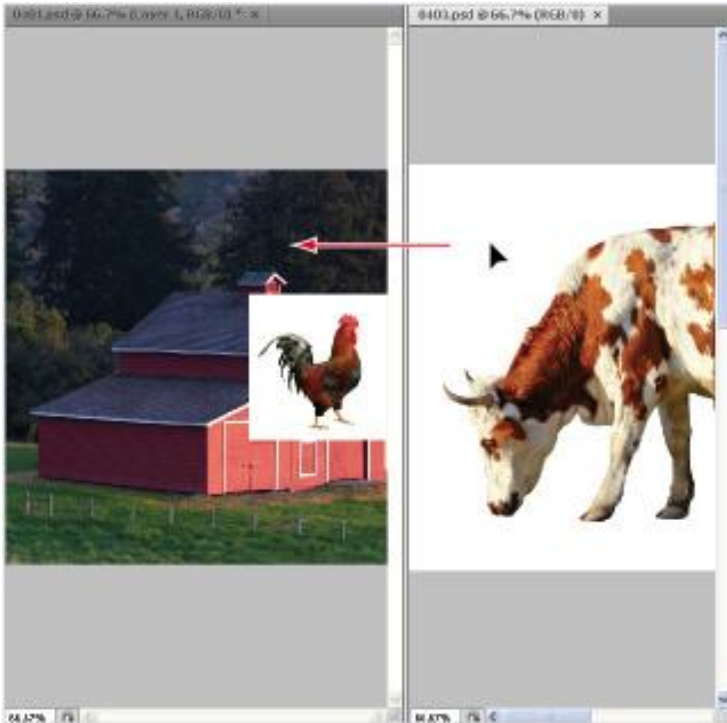 0401.psd @ 66.7% (Layer 1, RGB/8) * ×
0403.psd @ 66.7% (RGB/8) ×
66.67%
66.67%